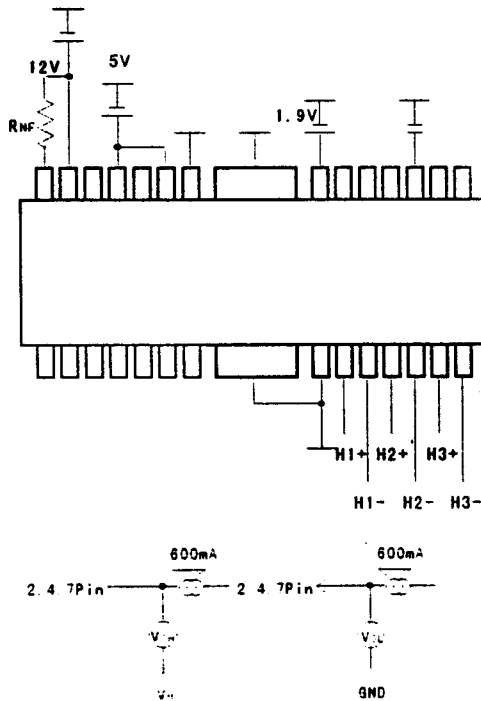 12V
5V
RNF
1.9V
H1+ H2+ H3+
H1- H2- H3-
600mA 600mA
2.4.7Pin 2 4.7Pin
GND